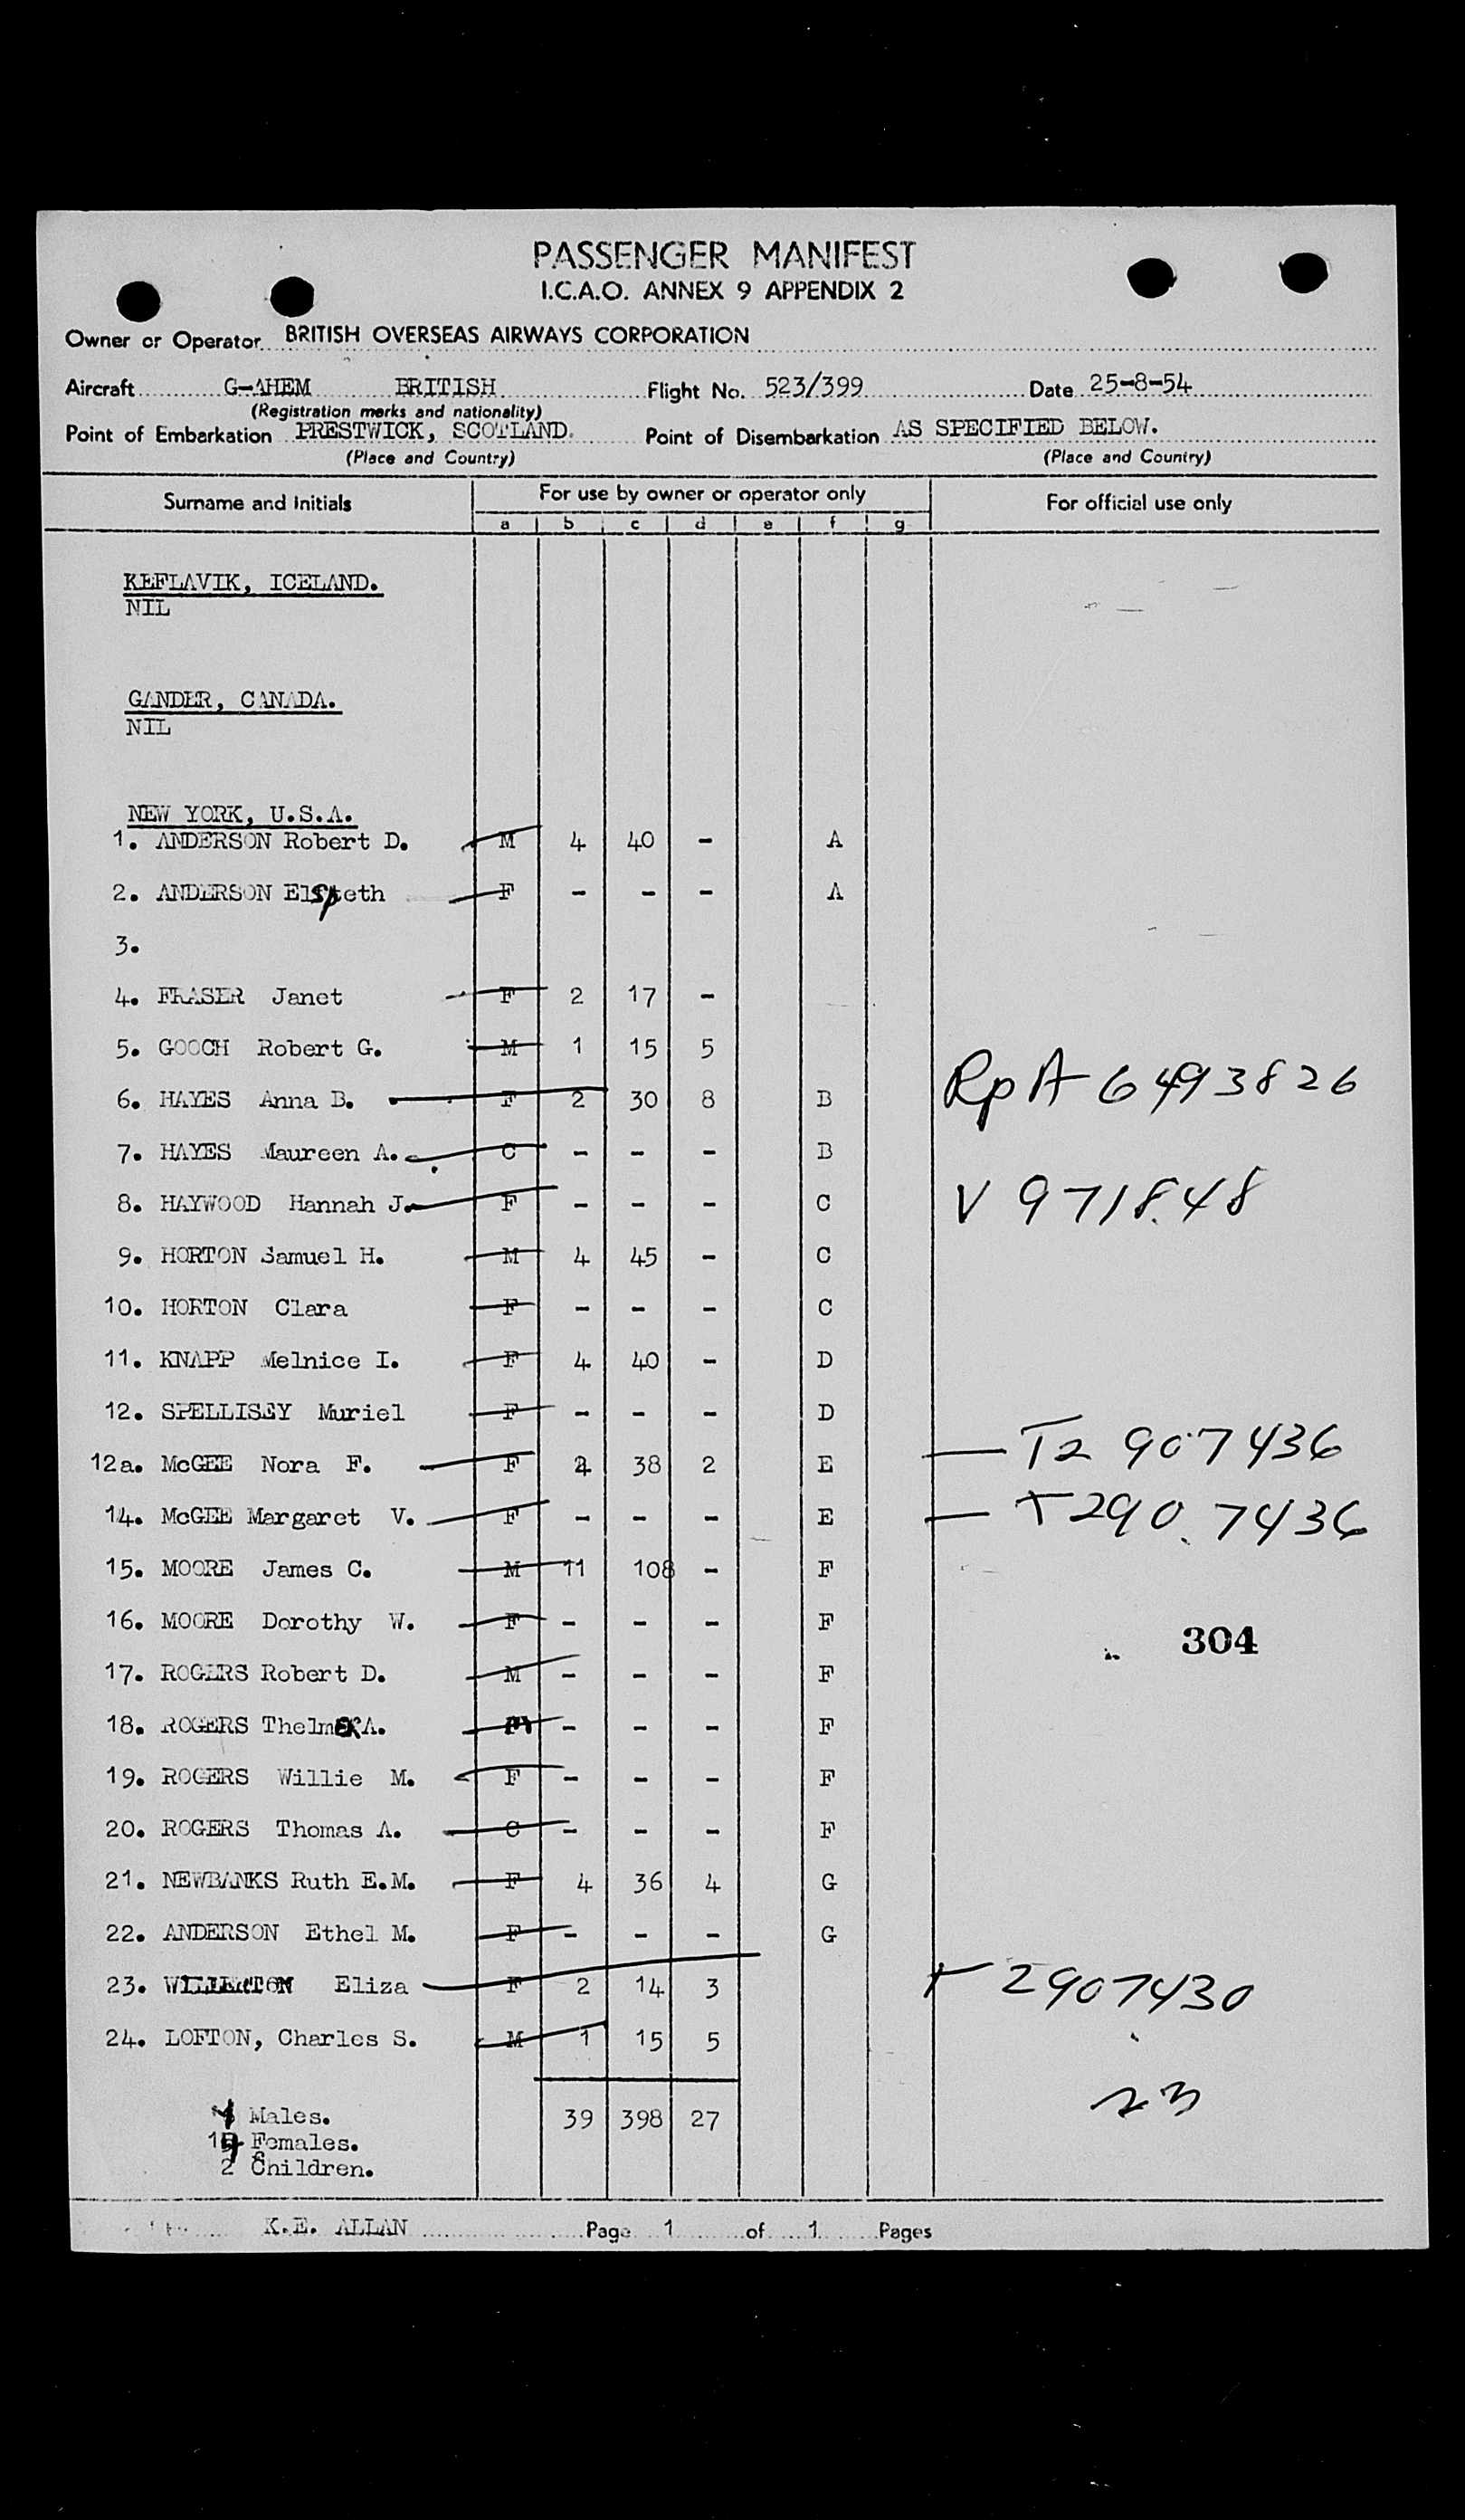 PASSENGER MANIFEST
I.C.A.O. ANNEX 9 APPENDIX 2
Owner or Operator BRITISH OVERSEAS AIRWAYS CORPORATION
Aircraft G-AHEM BRITISH Flight No. 523/399 Date 25-8-54
(Registration marks and nationality)
Point of Embarkation PRESTWICK, SCOTLAND. Point of Disembarkation AS SPECIFIED BELOW.
(Place and Country) (Place and Country)
Surname and Initials For use by owner or operator only For official use only
a b c d e f g
KEFLAVIK, ICELAND.
NIL
GANDER, CANADA.
NIL
NEW YORK, U.S.A.
1. ANDERSON Robert D. M 4 40 - A
2. ANDERSON Elspeth F - - - A
3.
4. FRASER Janet F 2 17 -
5. GOOCH Robert G. M 1 15 5
6. HAYES Anna B. F 2 30 8 B RpA 6493826
7. HAYES Maureen A. C - - - B
8. HAYWOOD Hannah J. F - - - C V 971848
9. HORTON Samuel H. M 4 45 - C
10. HORTON Clara F - - - C
11. KNAPP Melnice I. F 4 40 - D
12. SPELLISEY Muriel F - - - D
12a. McGEE Nora F. F 38 2 E — T2 907436
14. McGEE Margaret V. F - - - E — T290 7436
15. MOORE James C. M 11 108 - F
16. MOORE Dorothy W. F - - - F
304
17. ROGERS Robert D. M - - - F
18. ROGERS A. M - - - F
19. ROGERS Willie M. F - - - F
20. ROGERS Thomas A. C - - - F
21. NEWBANKS Ruth E.M. F 4 36 4 G
22. ANDERSON Ethel M. F - - - G
23. Eliza F 2 14 3 T 2907430
24. LOFTON, Charles S. M 1 15 5
23
Males. 39 398 27
Females.
2 Children.
K.E. ALLAN Page 1 of 1 Pages